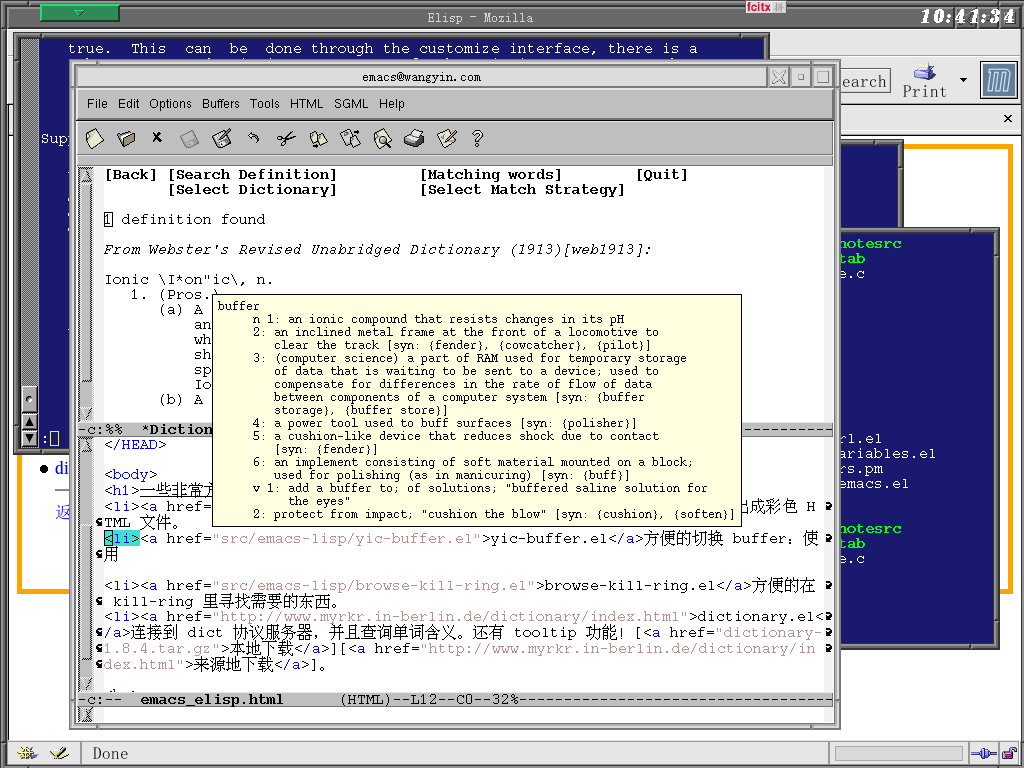 fcitx 拼
Elisp - Mozilla
10:41:34
true. This can be done through the customize interface, there is a
emacs@wangyin.com
earch
Print
File Edit Options Buffers Tools HTML SGML Help
Sup
[Back] [Search Definition] [Matching words] [Quit]
[Select Dictionary] [Select Match Strategy]
1 definition found
From Webster's Revised Unabridged Dictionary (1913)[web1913]:
Ionic \I*on"ic\, n.
1. (Pros.)
(a) A
an
wh
sh
sp
Io
(b) A
buffer
n 1: an ionic compound that resists changes in its pH
2: an inclined metal frame at the front of a locomotive to
clear the track [syn: {fender}, {cowcatcher}, {pilot}]
3: (computer science) a part of RAM used for temporary storage
of data that is waiting to be sent to a device; used to
compensate for differences in the rate of flow of data
between components of a computer system [syn: {buffer
storage}, {buffer store}]
4: a power tool used to buff surfaces [syn: {polisher}]
5: a cushion-like device that reduces shock due to contact
[syn: {fender}]
6: an implement consisting of soft material mounted on a block;
used for polishing (as in manicuring) [syn: {buff}]
v 1: add a buffer to; of solutions; "buffered saline solution for
the eyes"
2: protect from impact; "cushion the blow" [syn: {cushion}, {soften}]
notesrc
tab
e.c
rl.el
ariables.el
rs.pm
emacs.el
notesrc
tab
e.c
-c:%% *Diction
:
di
返
</HEAD>
<body>
<h1>一些非常方
<li><a href= 出成彩色 H
TML 文件。
<li><a href="src/emacs-lisp/yic-buffer.el">yic-buffer.el</a>方便的切换 buffer；使
用
<li><a href="src/emacs-lisp/browse-kill-ring.el">browse-kill-ring.el</a>方便的在
kill-ring 里寻找需要的东西。
<li><a href="http://www.myrkr.in-berlin.de/dictionary/index.html">dictionary.el<
/a>连接到 dict 协议服务器，并且查询单词含义。还有 tooltip 功能！[<a href="dictionary-
1.8.4.tar.gz">本地下载</a>][<a href="http://www.myrkr.in-berlin.de/dictionary/in
dex.html">来源地下载</a>]。
-c:-- emacs_elisp.html (HTML)--L12--C0--32%
Done